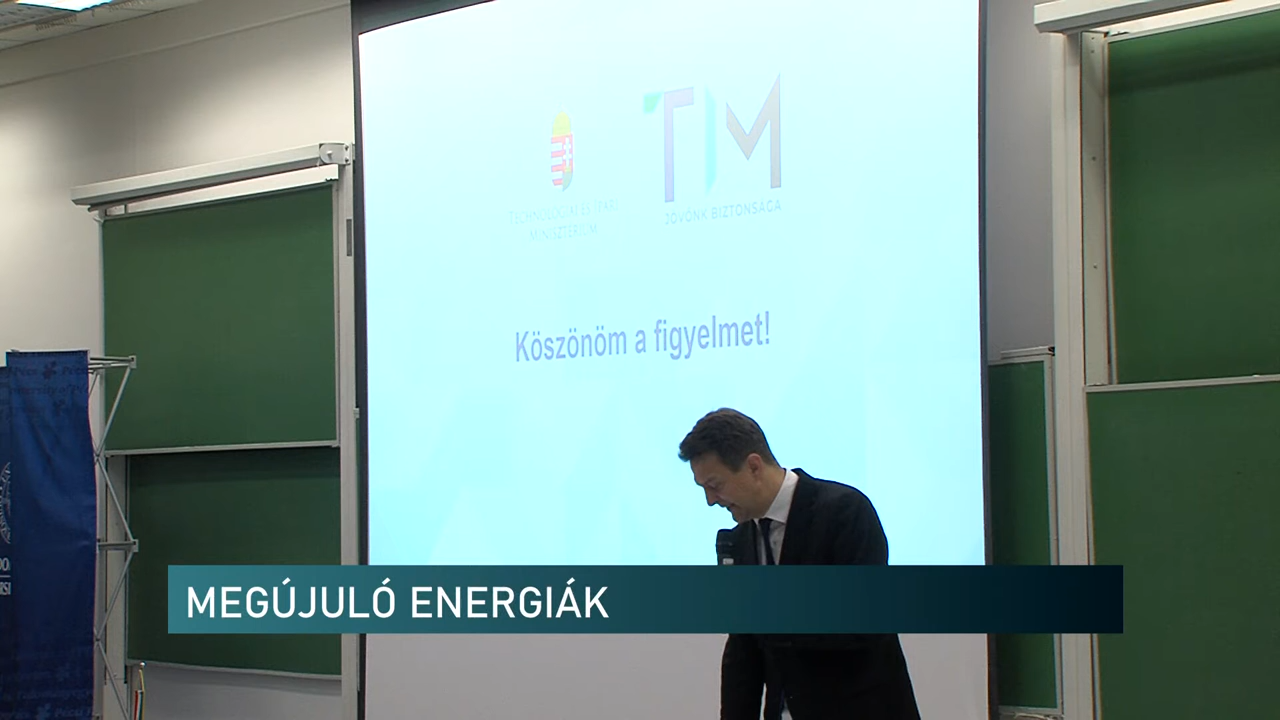 TIM
TECHNOLÓGIAI ÉS IPARI
MINISZTÉRIUM
JÖVŐNK BIZTONSÁGA
Köszönöm a figyelmet!
MEGÚJULÓ ENERGIÁK